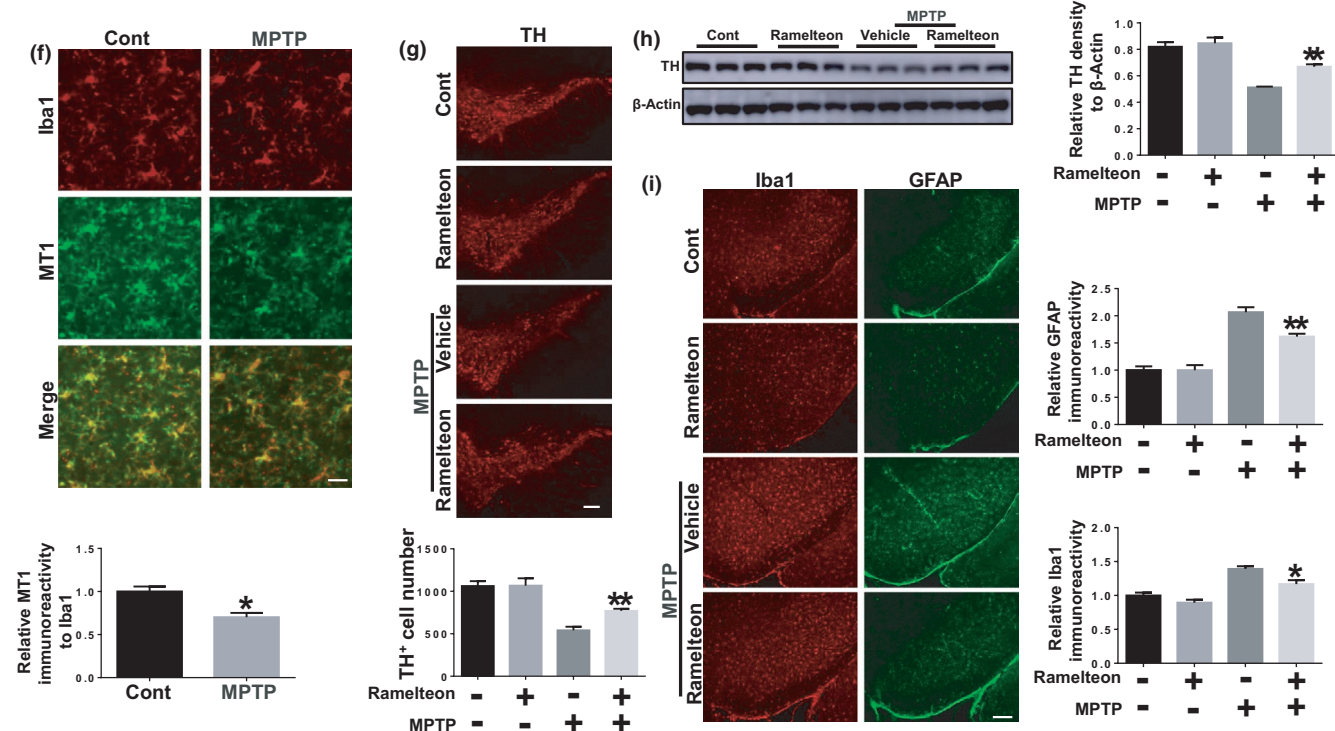 (f)
Cont
MPTP
Iba1
MT1
Merge
Relative MT1
immunoreactivity
to Iba1
1.5
1.0
0.5
0.0
*
Cont
MPTP
(g)
TH
Cont
Ramelteon
MPTP
Vehicle
Ramelteon
TH+ cell number
1500
1000
500
0
**
Ramelteon - + - +
MPTP - - + +
(h)
MPTP
Cont Ramelteon Vehicle Ramelteon
TH
β-Actin
Relative TH density
to β-Actin
1.0
0.8
0.6
0.4
0.2
0.0
**
Ramelteon - + - +
MPTP - - + +
(i)
Iba1
GFAP
Cont
Ramelteon
MPTP
Vehicle
Ramelteon
Relative GFAP
immunoreactivity
2.5
2.0
1.5
1.0
0.5
0.0
**
Ramelteon - + - +
MPTP - - + +
Relative Iba1
immunoreactivity
2.0
1.5
1.0
0.5
0.0
*
Ramelteon - + - +
MPTP - - + +